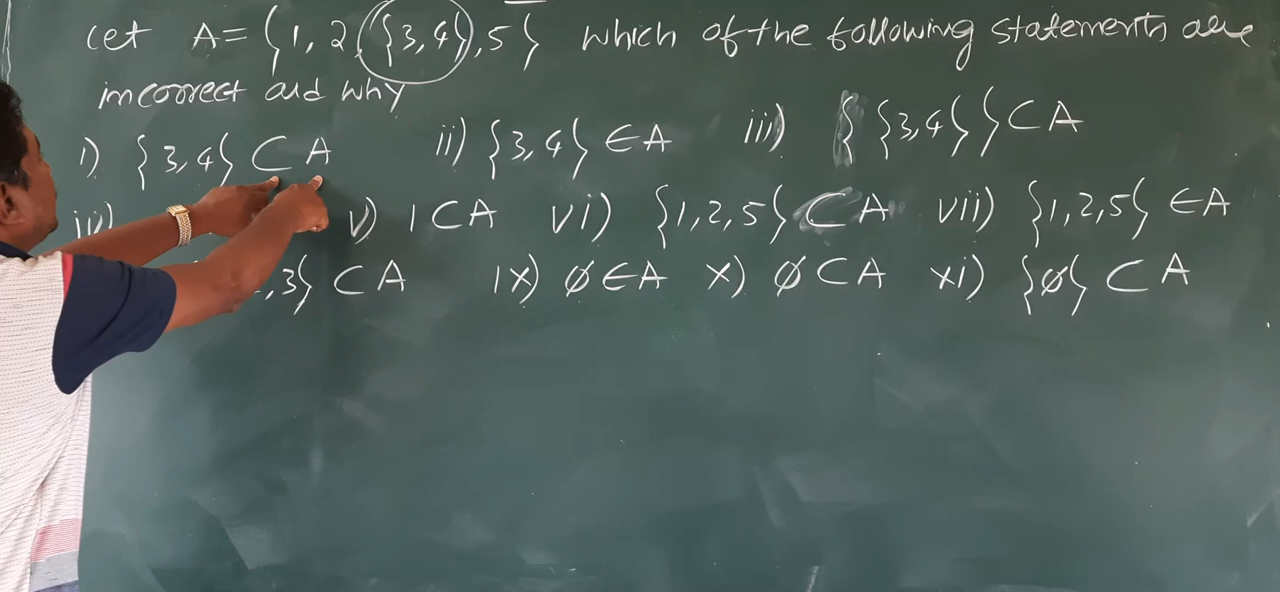 Let A = {1, 2, {3, 4}, 5} which of the following statements are
incorrect and why
i) {3, 4} ⊂ A ii) {3, 4} ∈ A iii) { {3, 4} } ⊂ A
iv) v) 1 ⊂ A vi) {1, 2, 5} ⊂ A vii) {1, 2, 5} ∈ A
, 3} ⊂ A ix) ∅ ∈ A x) ∅ ⊂ A xi) {∅} ⊂ A